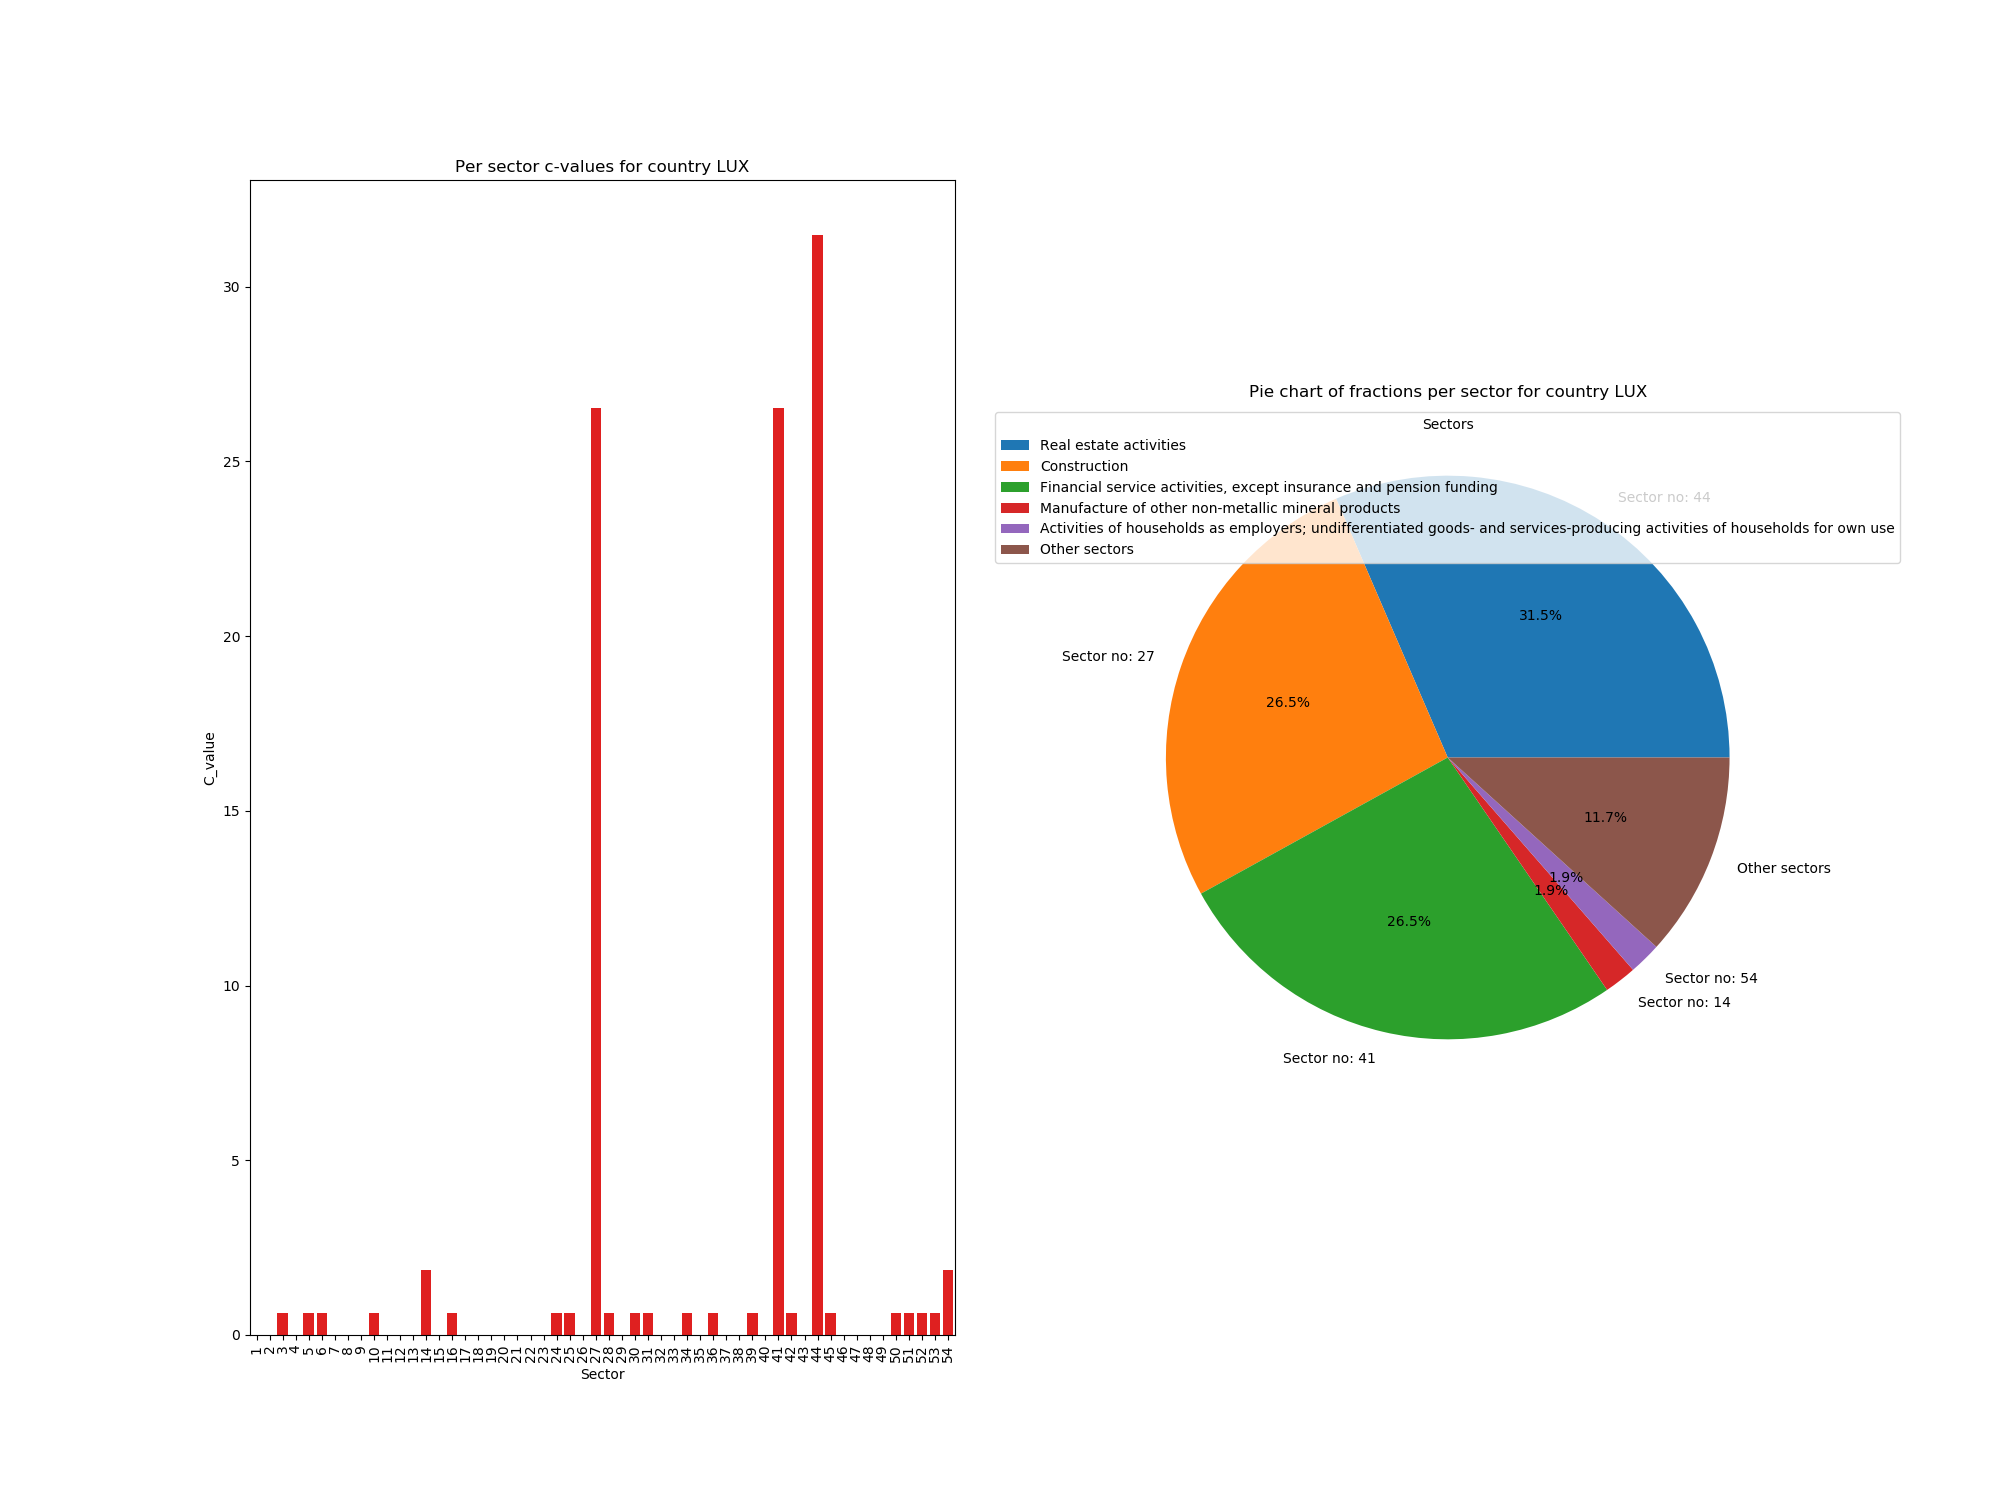 Per sector c-values for country LUX
30
25
20
15
10
5
0
C_value
1 2 3 4 5 6 7 8 9 10 11 12 13 14 15 16 17 18 19 20 21 22 23 24 25 26 27 28 29 30 31 32 33 34 35 36 37 38 39 40 41 42 43 44 45 46 47 48 49 50 51 52 53 54
Sector
Pie chart of fractions per sector for country LUX
Sectors
Real estate activities
Construction
Financial service activities, except insurance and pension funding
Manufacture of other non-metallic mineral products
Activities of households as employers; undifferentiated goods- and services-producing activities of households for own use
Other sectors
Sector no: 44
31.5%
Sector no: 27
26.5%
11.7%
Other sectors
1.9%
1.9%
26.5%
Sector no: 54
Sector no: 14
Sector no: 41